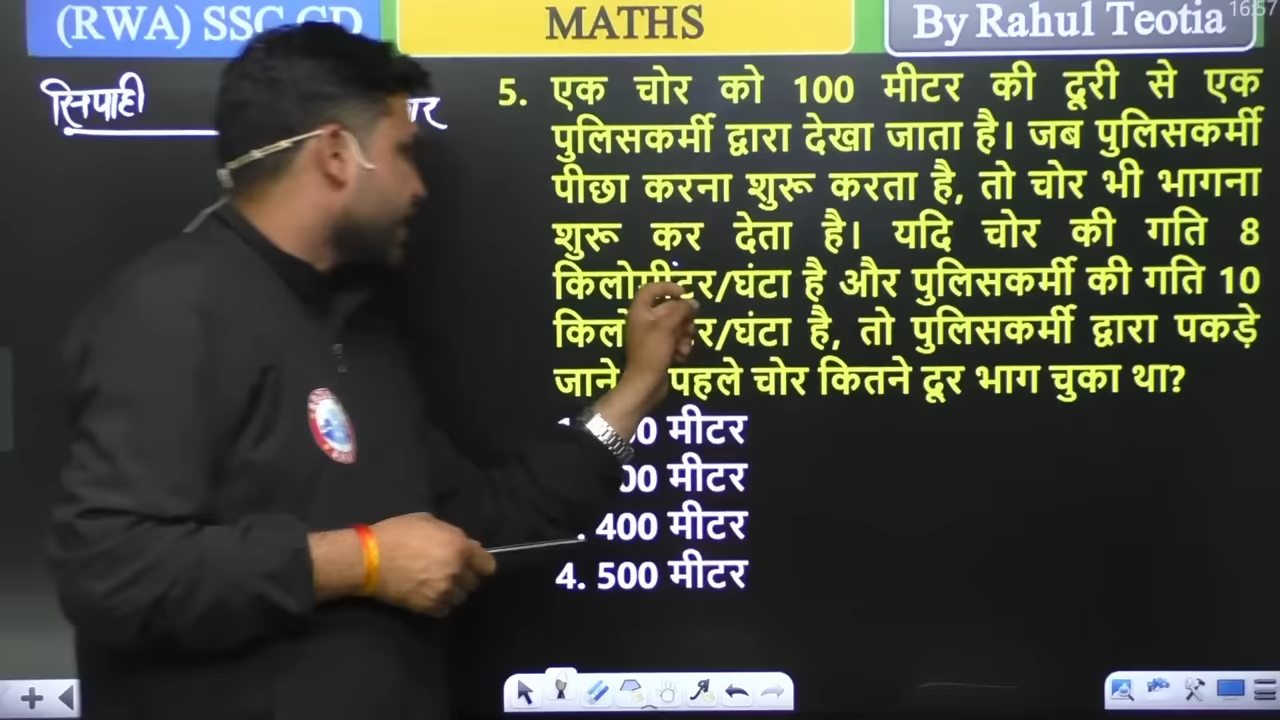 (RWA) SSC GD
MATHS
By Rahul Teotia
16:57
सिपाही
5. एक चोर को 100 मीटर की दूरी से एक
पुलिसकर्मी द्वारा देखा जाता है। जब पुलिसकर्मी
पीछा करना शुरू करता है, तो चोर भी भागना
शुरू कर देता है। यदि चोर की गति 8
किलोमीटर/घंटा है और पुलिसकर्मी की गति 10
/घंटा है, तो पुलिसकर्मी द्वारा पकड़े
जाने पहले चोर कितने दूर भाग चुका था?
मीटर
मीटर
400 मीटर
4. 500 मीटर